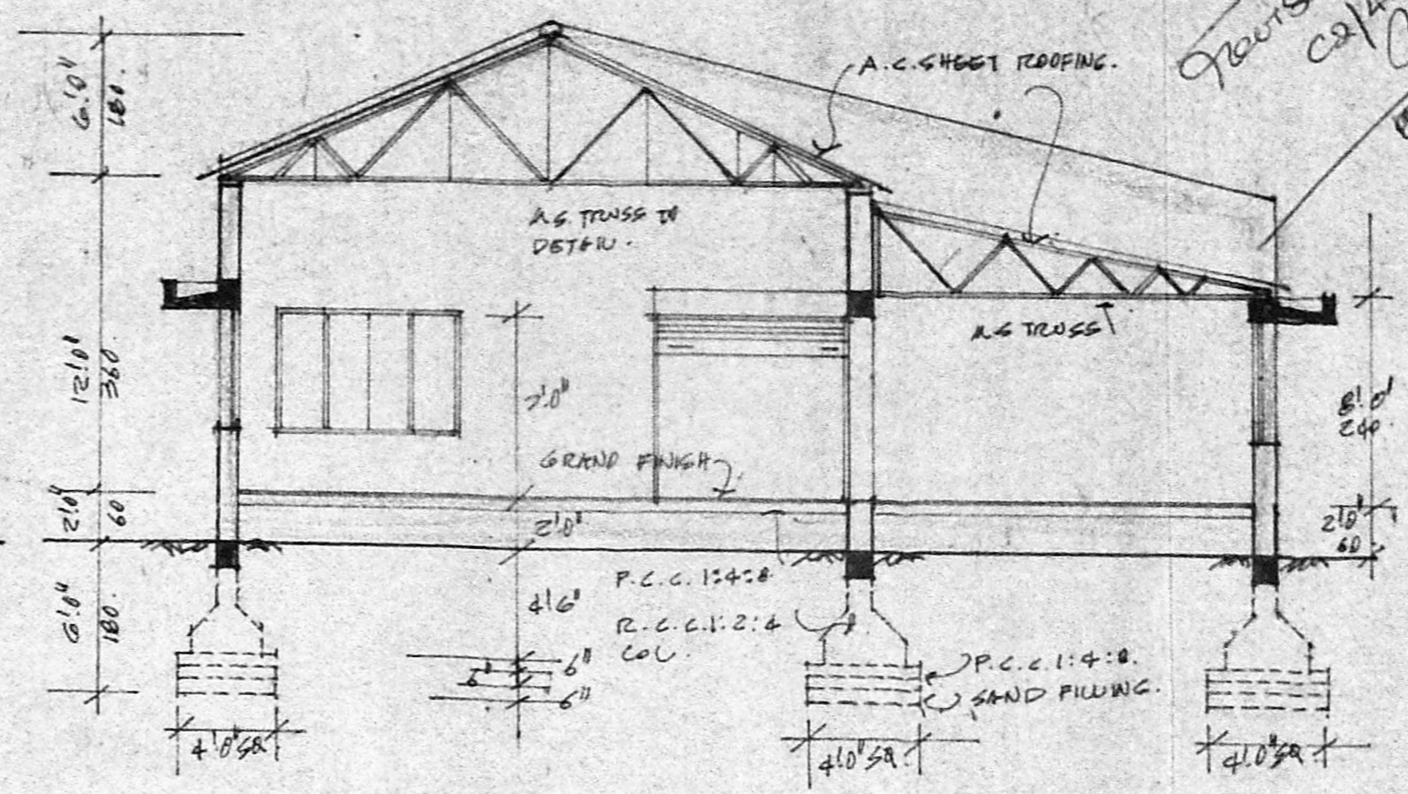 6'.0"
180.
A.C. SHEET ROOFING.
M.S. TRUSS TO
DETAIL.
M.S TRUSS
12'.0"
360
7'.0"
8'.0"
240
GRAND FINISH
2'.0"
60
2'.0"
2'.0"
60
P.C.C. 1:4:8
6'.0"
180.
4'6"
R.C.C. 1:2:4
COL.
6"
6"
6"
P.C.C. 1:4:8.
SAND FILLING.
4'.0" SQ.
4'.0" SQ.
4'.0" SQ.